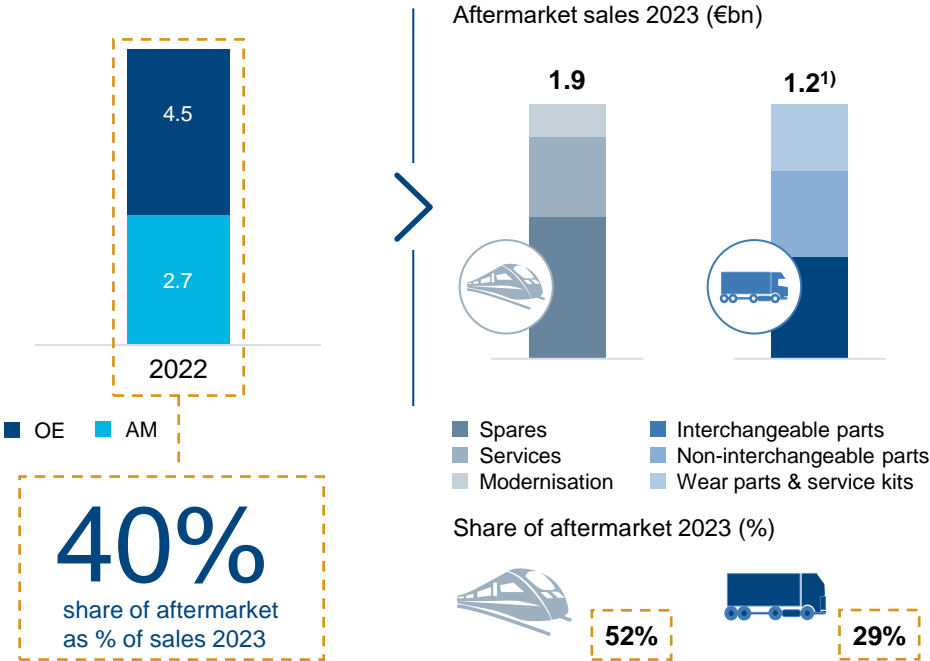 4.5
2.7
2022
OE
AM
40%
share of aftermarket
as % of sales 2023
Aftermarket sales 2023 (€bn)
1.9
1.2¹⁾
Spares
Services
Modernisation
Interchangeable parts
Non-interchangeable parts
Wear parts & service kits
Share of aftermarket 2023 (%)
52%
29%